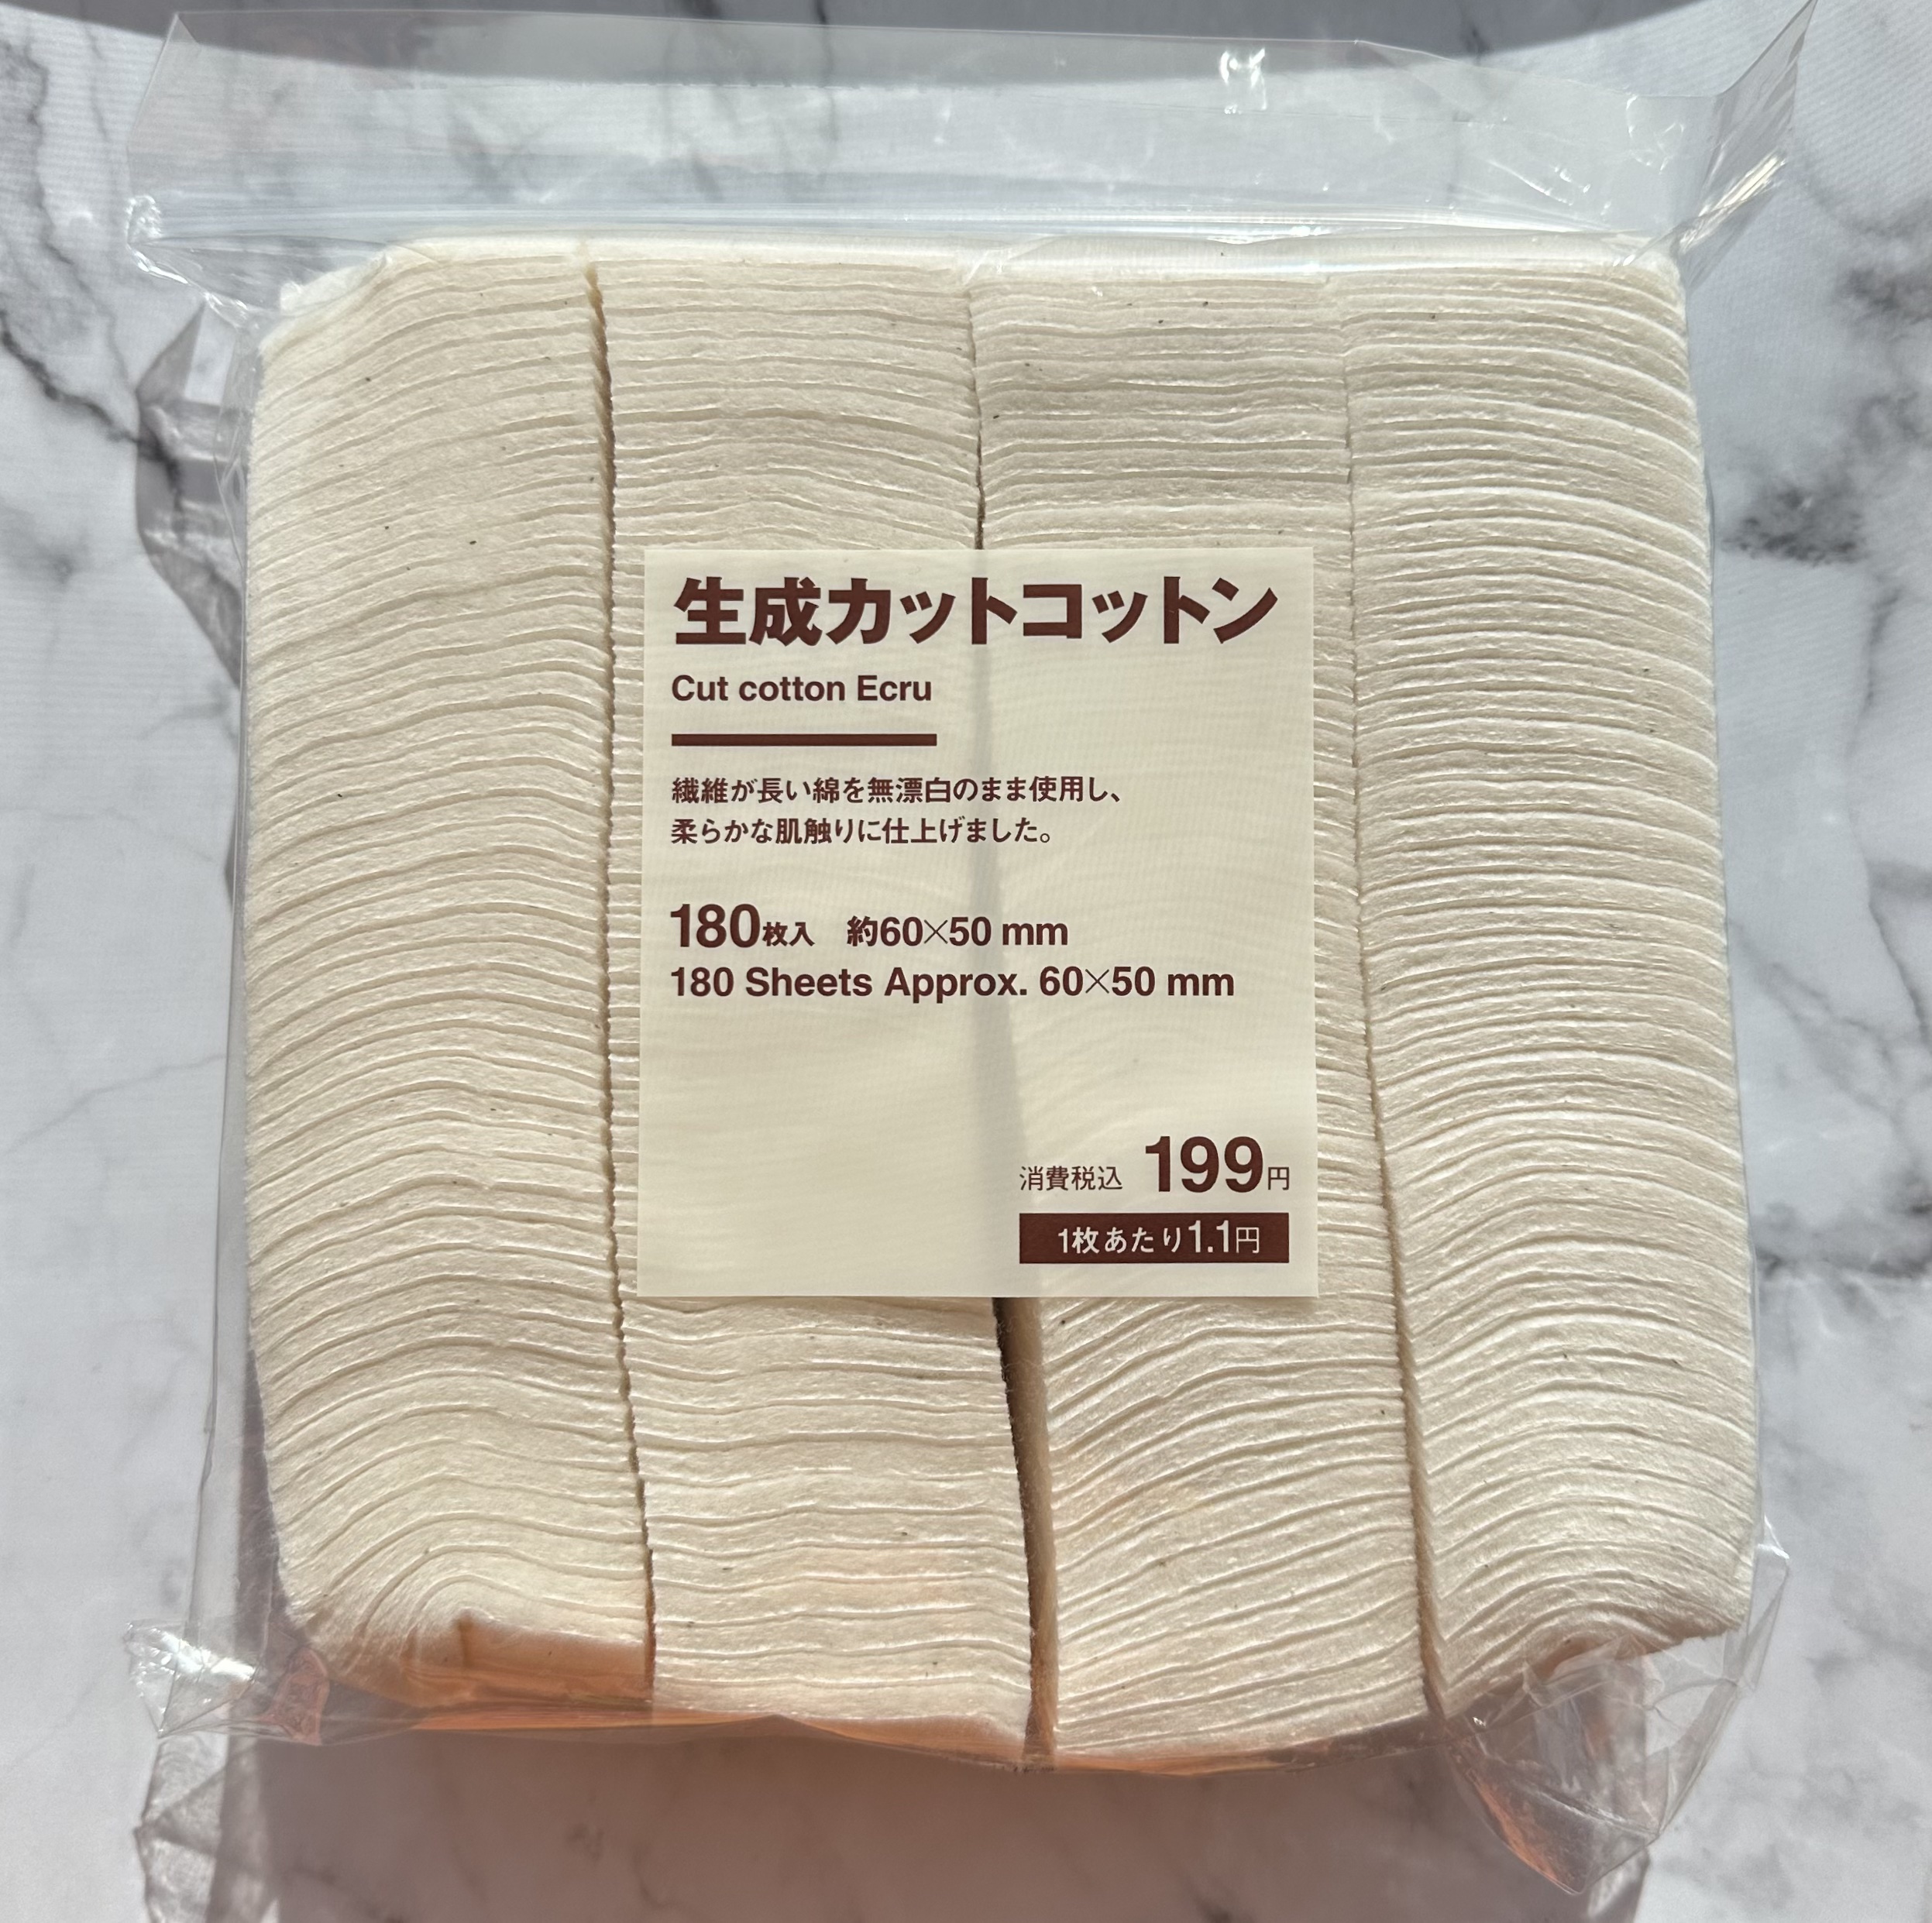 生成カットコットン
Cut cotton Ecru
繊維が長い綿を無漂白のまま使用し、
柔らかな肌触りに仕上げました。
180枚入 約60×50 mm
180 Sheets Approx. 60×50 mm
消費税込 199円
1枚あたり1.1円